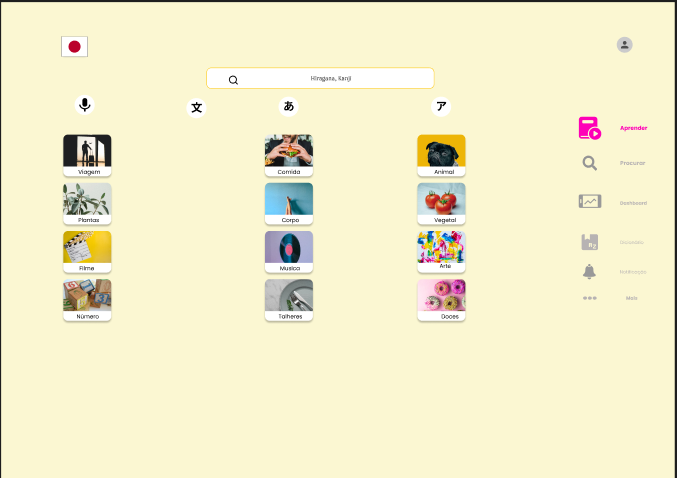 Hiragana, Kanji
文 あ ア
Aprender
Viagem Comida Animal
Procurar
Plantas Corpo Vegetal
Dashboard
Filme Musica Arte
Notificação
Mais
Número Talheres Doces